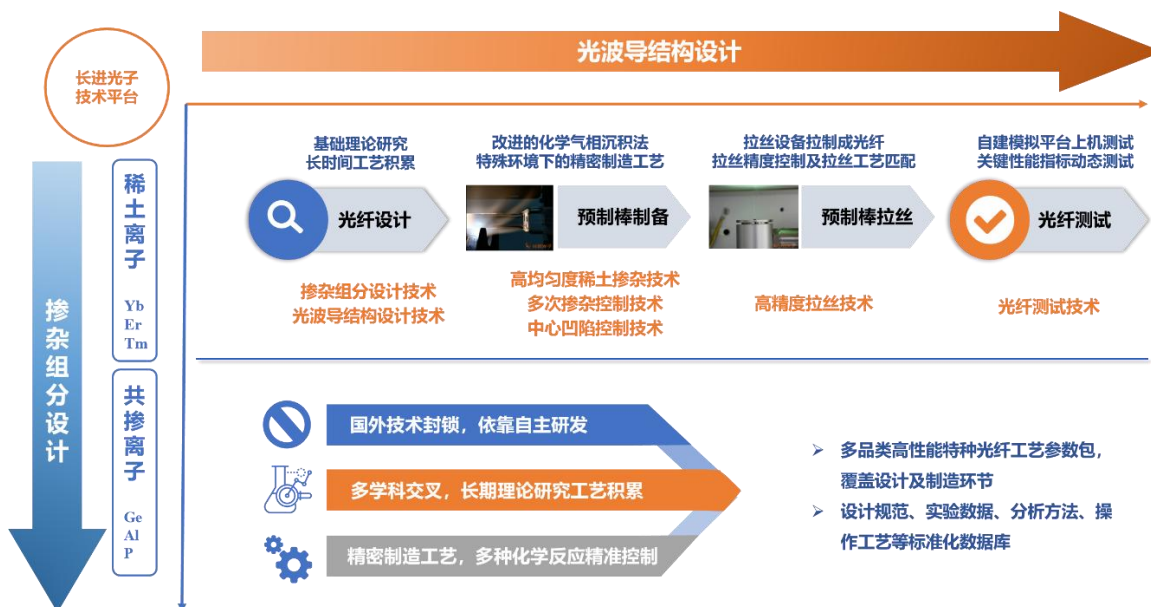 长进光子
技术平台
光波导结构设计
掺杂组分设计
稀土离子
Yb
Er
Tm
共掺离子
Ge
Al
P
基础理论研究
长时间工艺积累
光纤设计
掺杂组分设计技术
光波导结构设计技术
改进的化学气相沉积法
特殊环境下的精密制造工艺
预制棒制备
高均匀度稀土掺杂技术
多次掺杂控制技术
中心凹陷控制技术
拉丝设备拉制成光纤
拉丝精度控制及拉丝工艺匹配
预制棒拉丝
高精度拉丝技术
自建模拟平台上机测试
关键性能指标动态测试
光纤测试
光纤测试技术
国外技术封锁，依靠自主研发
多学科交叉，长期理论研究工艺积累
精密制造工艺，多种化学反应精准控制
多品类高性能特种光纤工艺参数包，
覆盖设计及制造环节
设计规范、实验数据、分析方法、操
作工艺等标准化数据库